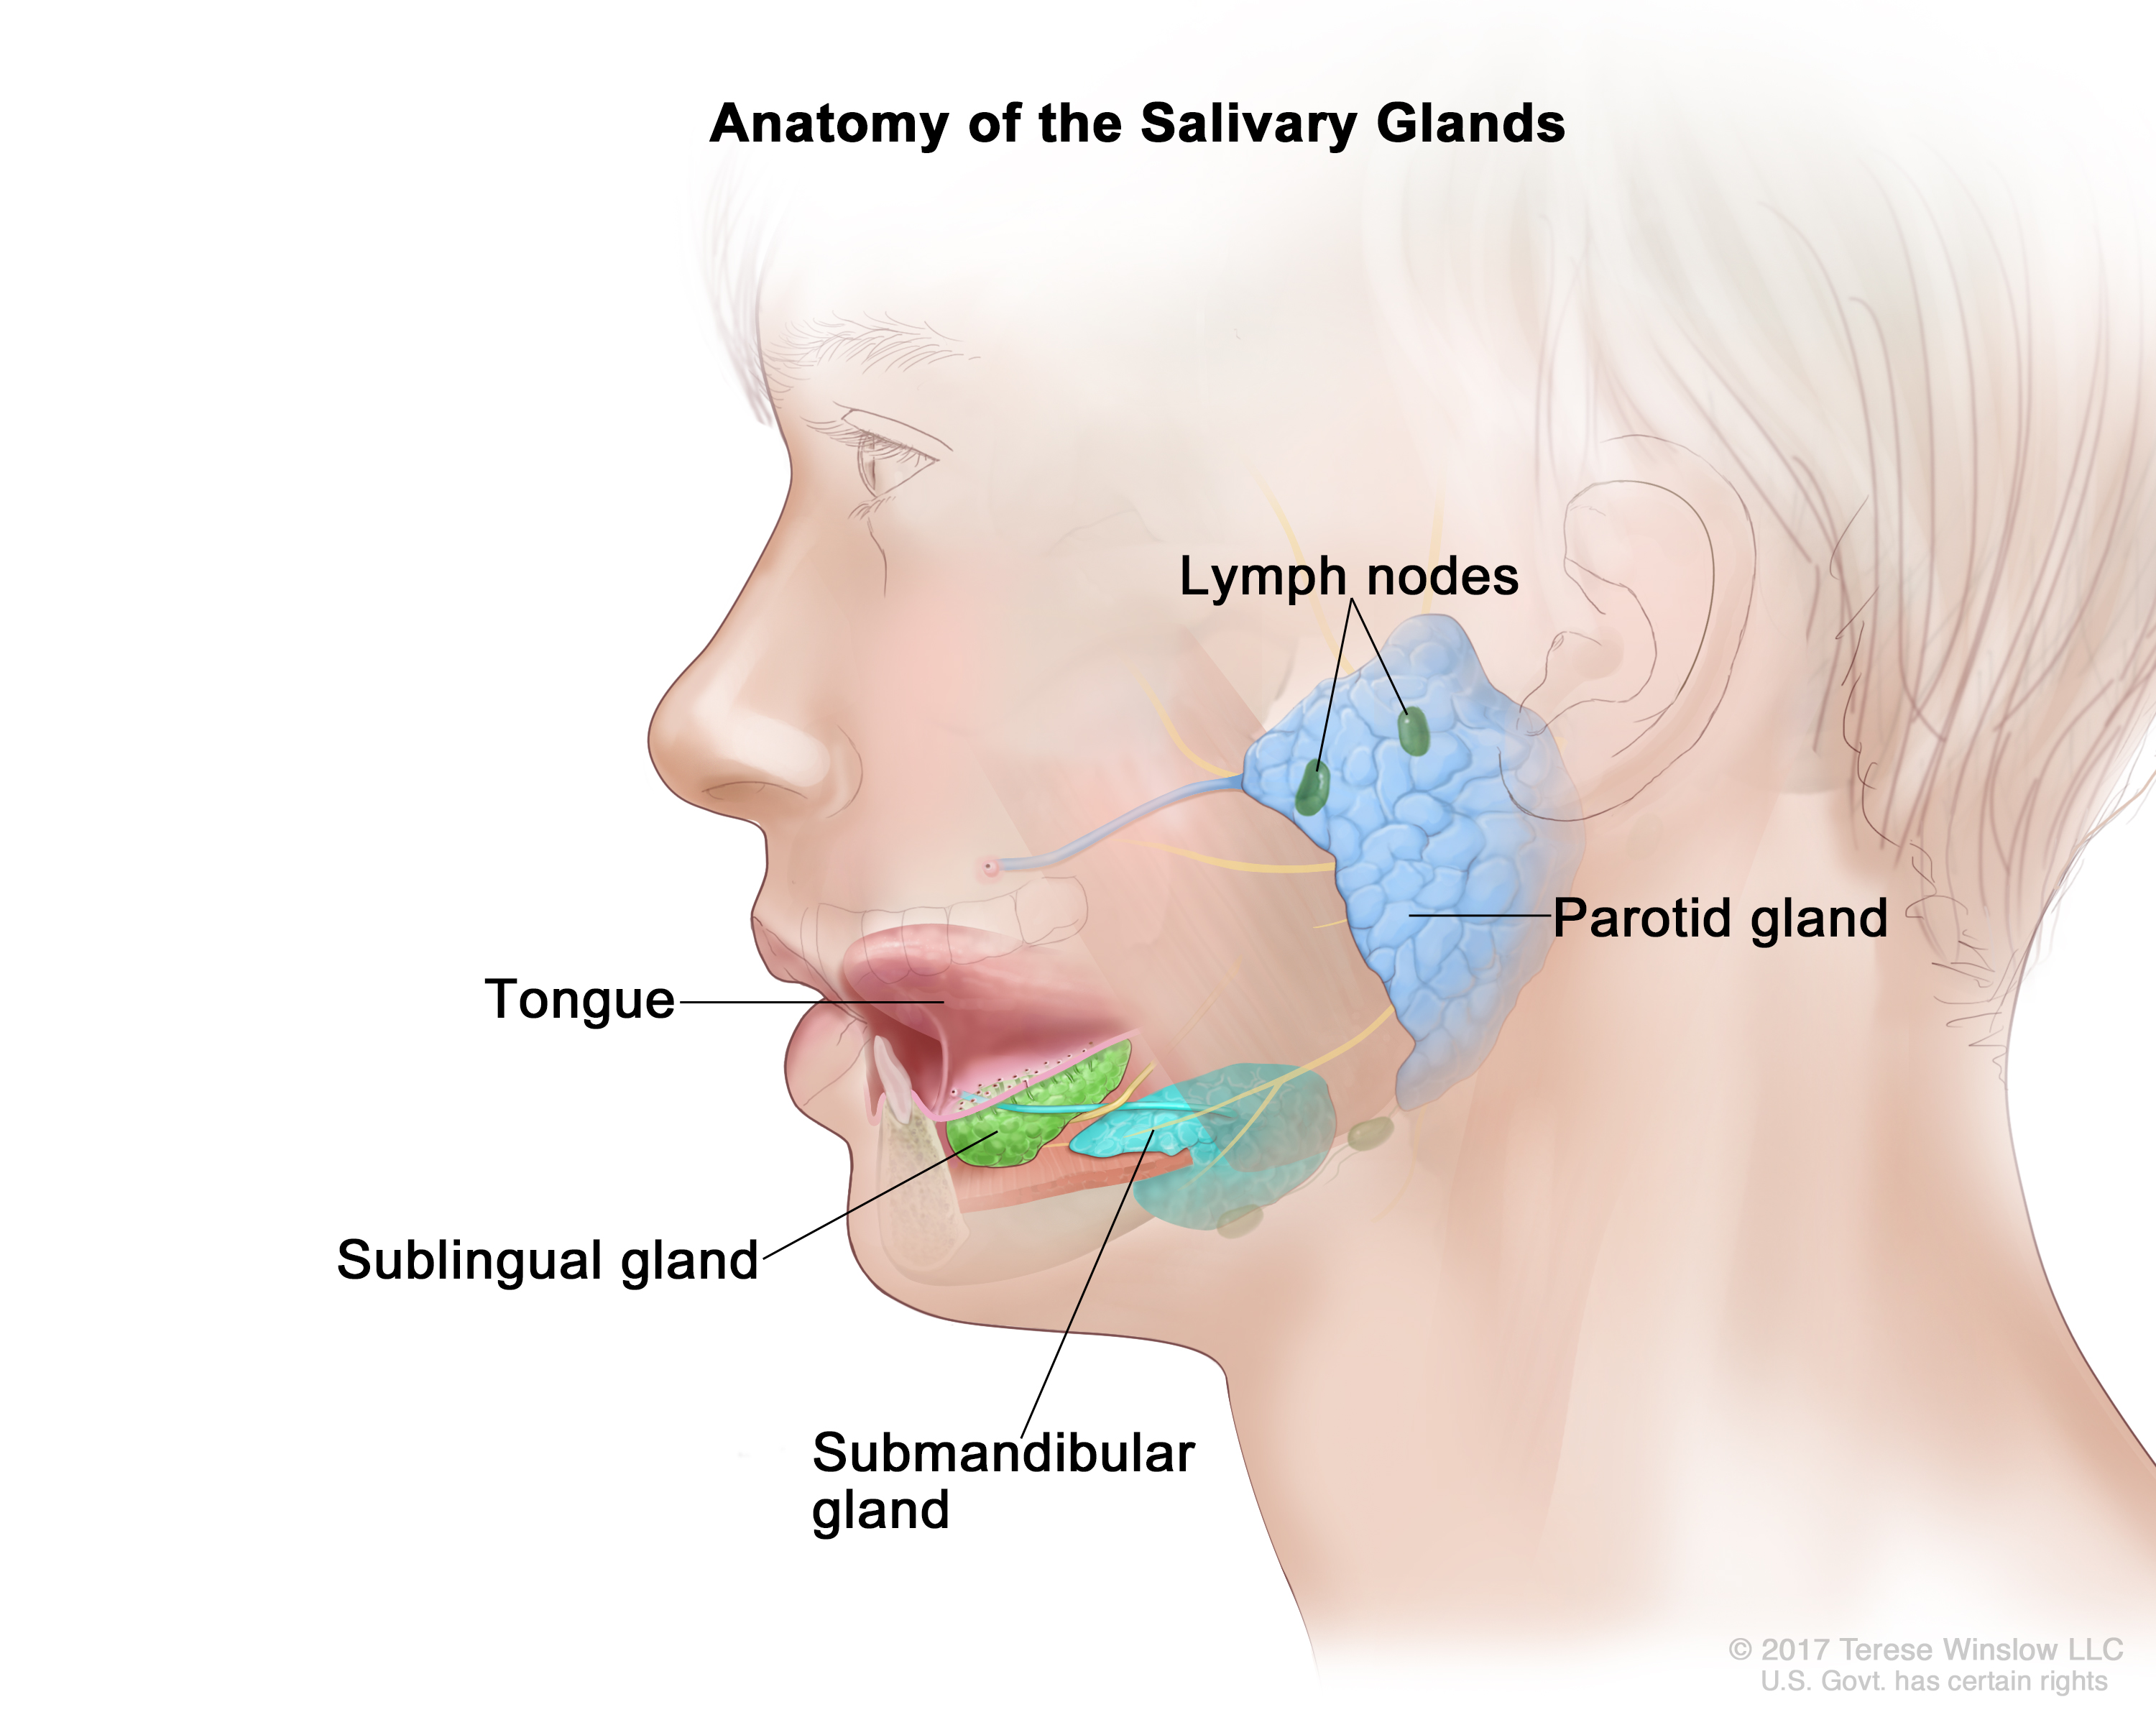 Anatomy of the Salivary Glands
Lymph nodes
Parotid gland
Tongue
Sublingual gland
Submandibular
gland
© 2017 Terese Winslow LLC
U.S. Govt. has certain rights